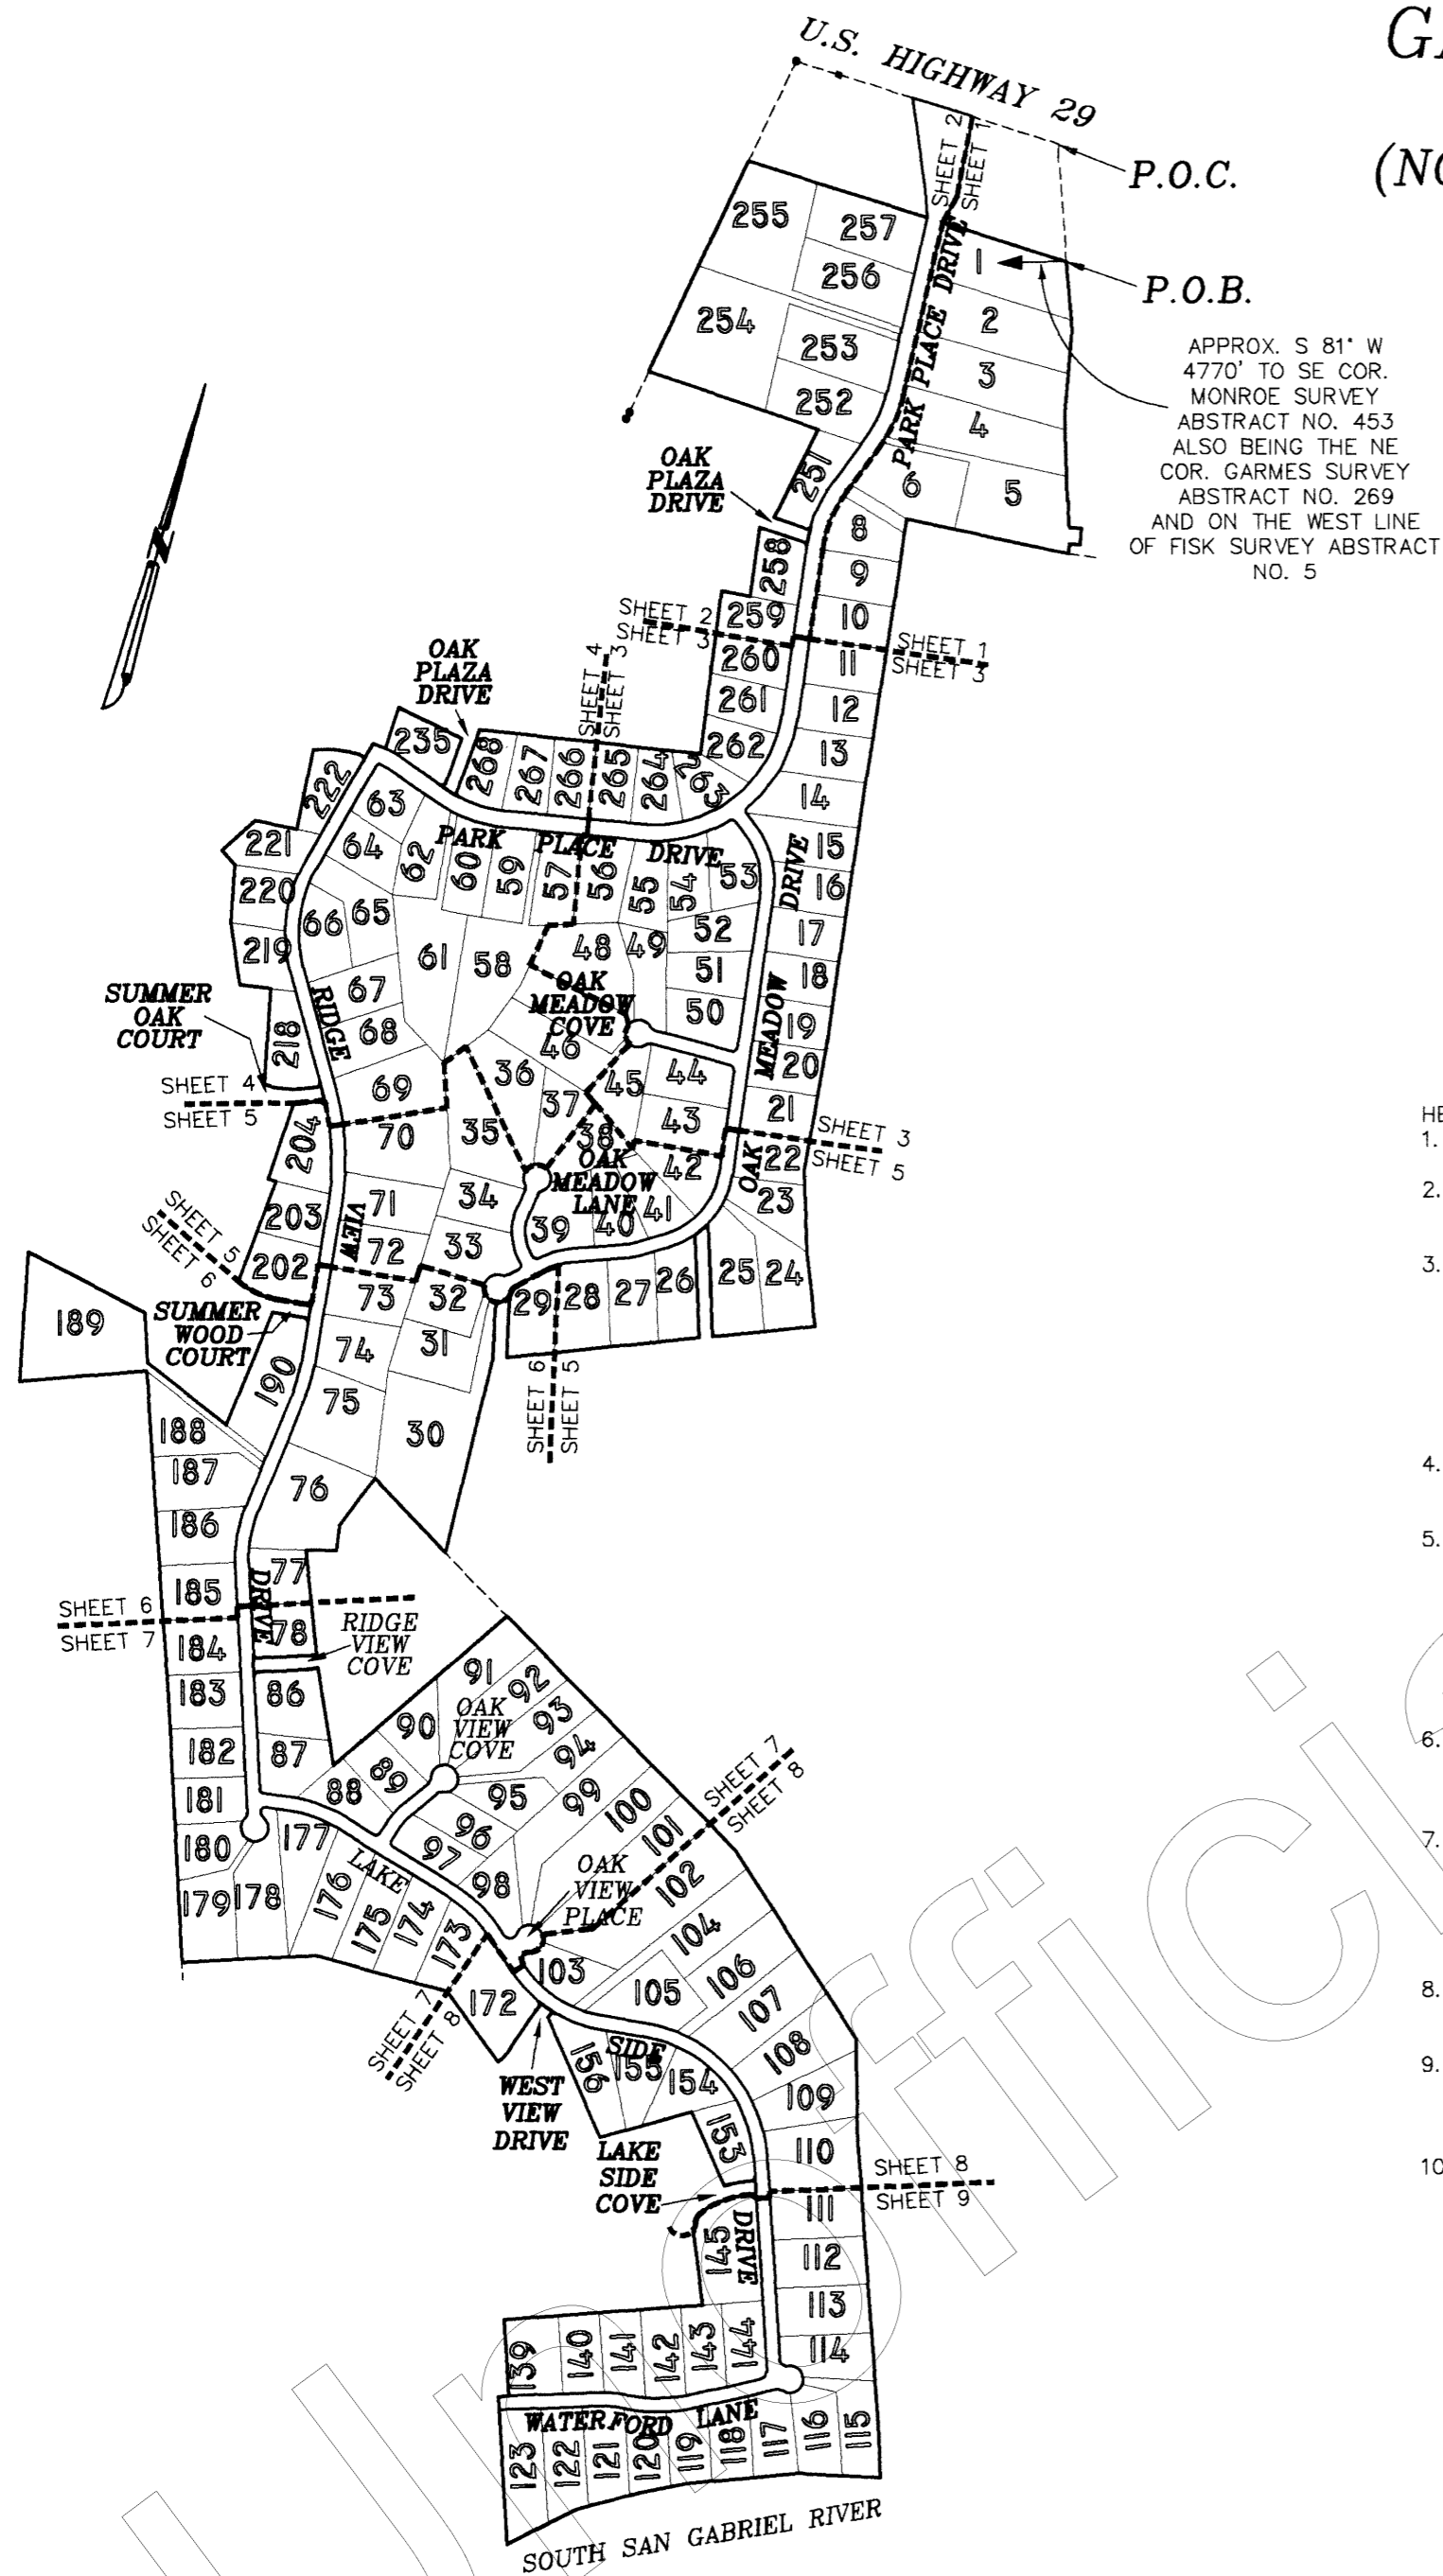 U.S. HIGHWAY 29
SHEET 2
SHEET 1
P.O.C.
P.O.B.
(NO
255
257
256
254
253
252
251
PARK PLACE DRIVE
1
2
3
4
5
6
8
9
10
APPROX. S 81° W
4770' TO SE COR.
MONROE SURVEY
ABSTRACT NO. 453
ALSO BEING THE NE
COR. GARMES SURVEY
ABSTRACT NO. 269
AND ON THE WEST LINE
OF FISK SURVEY ABSTRACT
NO. 5
N
OAK
PLAZA
DRIVE
258
259
SHEET 2
SHEET 3
SHEET 1
SHEET 3
260
261
262
263
264
265
266
267
268
SHEET 4
SHEET 3
OAK
PLAZA
DRIVE
235
222
221
220
219
218
11
12
13
14
15
16
17
18
19
20
21
22
23
24
25
26
27
28
29
PARK PLACE DRIVE
63
64
62
60
59
57
56
55
54
53
52
51
50
49
48
66
65
67
68
69
61
58
OAK
MEADOW
COVE
46
45
44
43
42
41
40
39
38
37
36
35
34
33
32
31
30
OAK
MEADOW
LANE
OAK MEADOW DRIVE
SUMMER
OAK
COURT
SHEET 4
SHEET 5
SHEET 3
SHEET 5
RIDGE VIEW DRIVE
204
203
202
70
71
72
73
74
75
76
77
78
SHEET 5
SHEET 6
SHEET 6
SHEET 5
SUMMER
WOOD
COURT
189
190
188
187
186
185
184
183
182
181
180
179
178
177
176
175
174
173
172
SHEET 6
SHEET 7
RIDGE
VIEW
COVE
86
87
88
89
90
91
92
93
94
95
96
97
98
99
100
101
102
OAK
VIEW
COVE
OAK
VIEW
PLACE
SHEET 7
SHEET 8
SHEET 7
SHEET 8
LAKE SIDE DRIVE
103
104
105
106
107
108
109
110
156
155
154
153
WEST
VIEW
DRIVE
LAKE
SIDE
COVE
SHEET 8
SHEET 9
111
112
113
114
145
139
140
141
142
143
144
WATERFORD LANE
123
122
121
120
119
118
117
116
115
SOUTH SAN GABRIEL RIVER
HE
1.
2.
3.
4.
5.
6.
7.
8.
9.
10